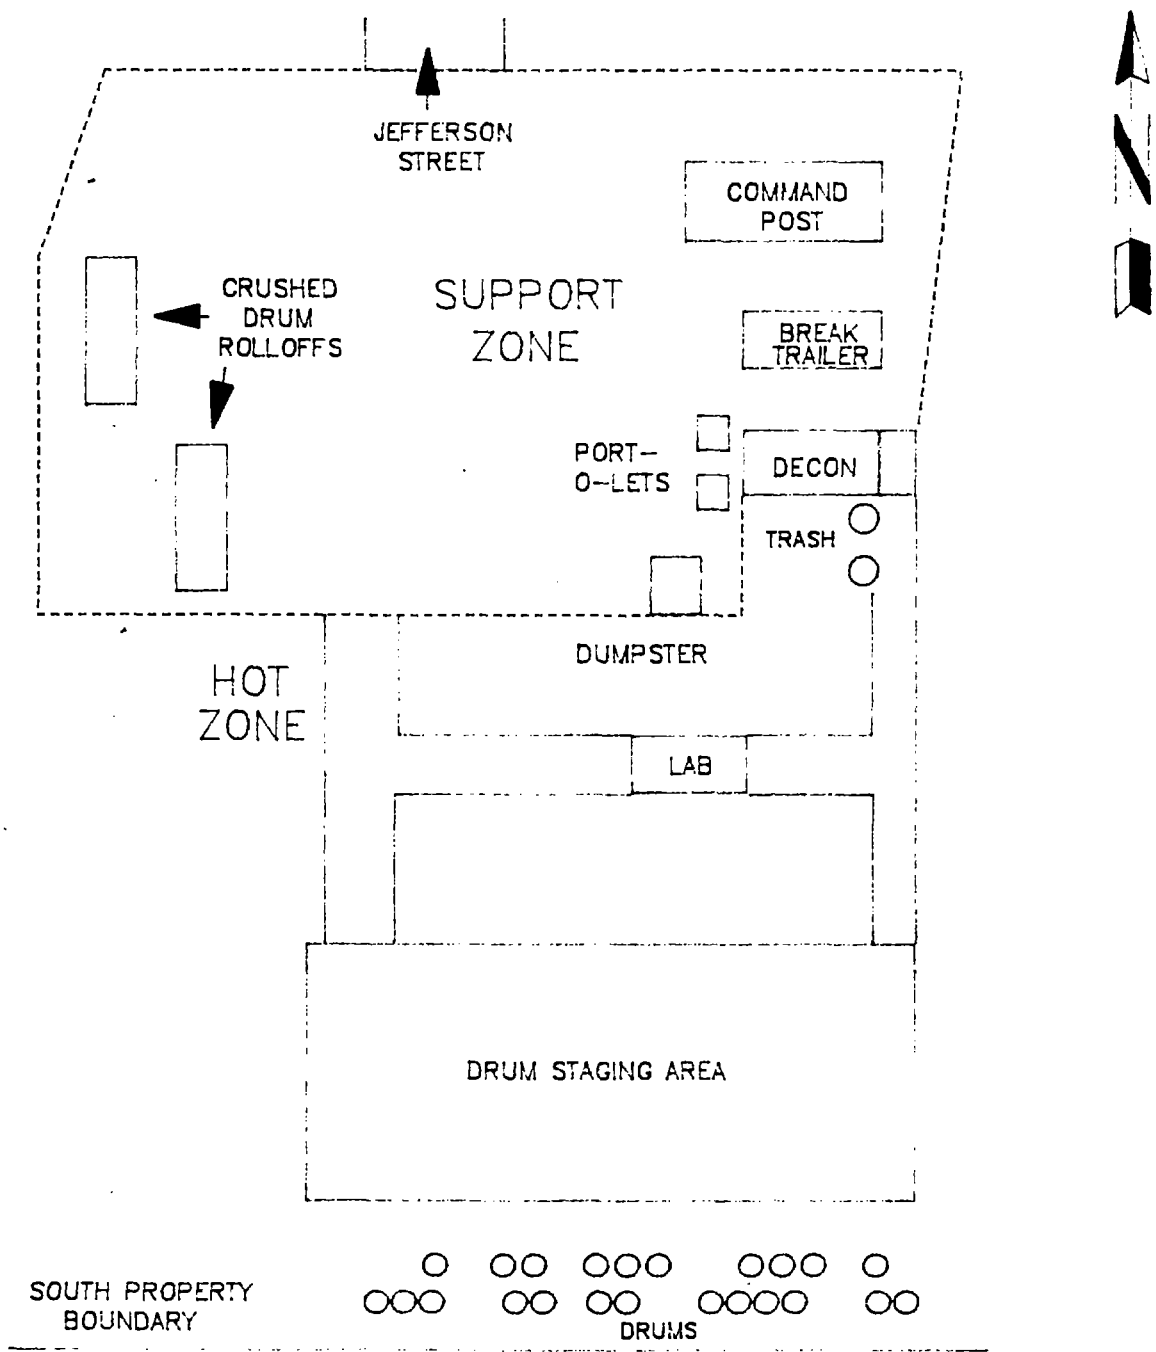 JEFFERSON
STREET
COMMAND
POST
CRUSHED
DRUM
ROLLOFFS
SUPPORT
ZONE
BREAK
TRAILER
PORT-
O-LETS
DECON
TRASH
DUMPSTER
HOT
ZONE
LAB
DRUM STAGING AREA
SOUTH PROPERTY
BOUNDARY
DRUMS
N